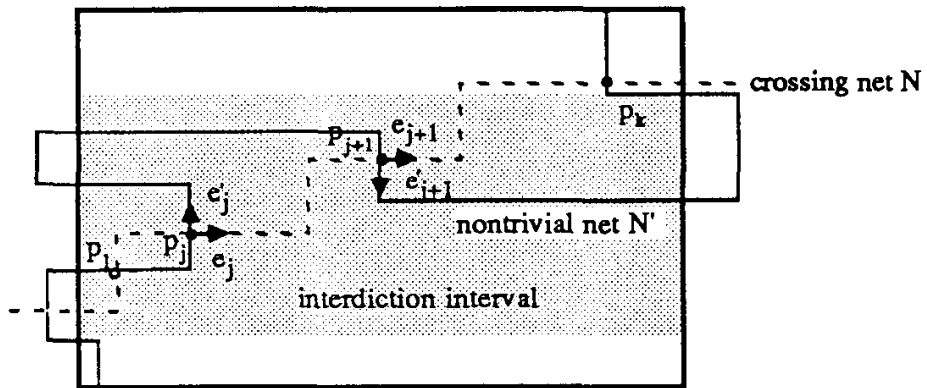 crossing net N
p_k
p_{j+1} e_{j+1}
e'_{j+1}
e'_j
nontrivial net N'
p_1 p_j
e_j
interdiction interval